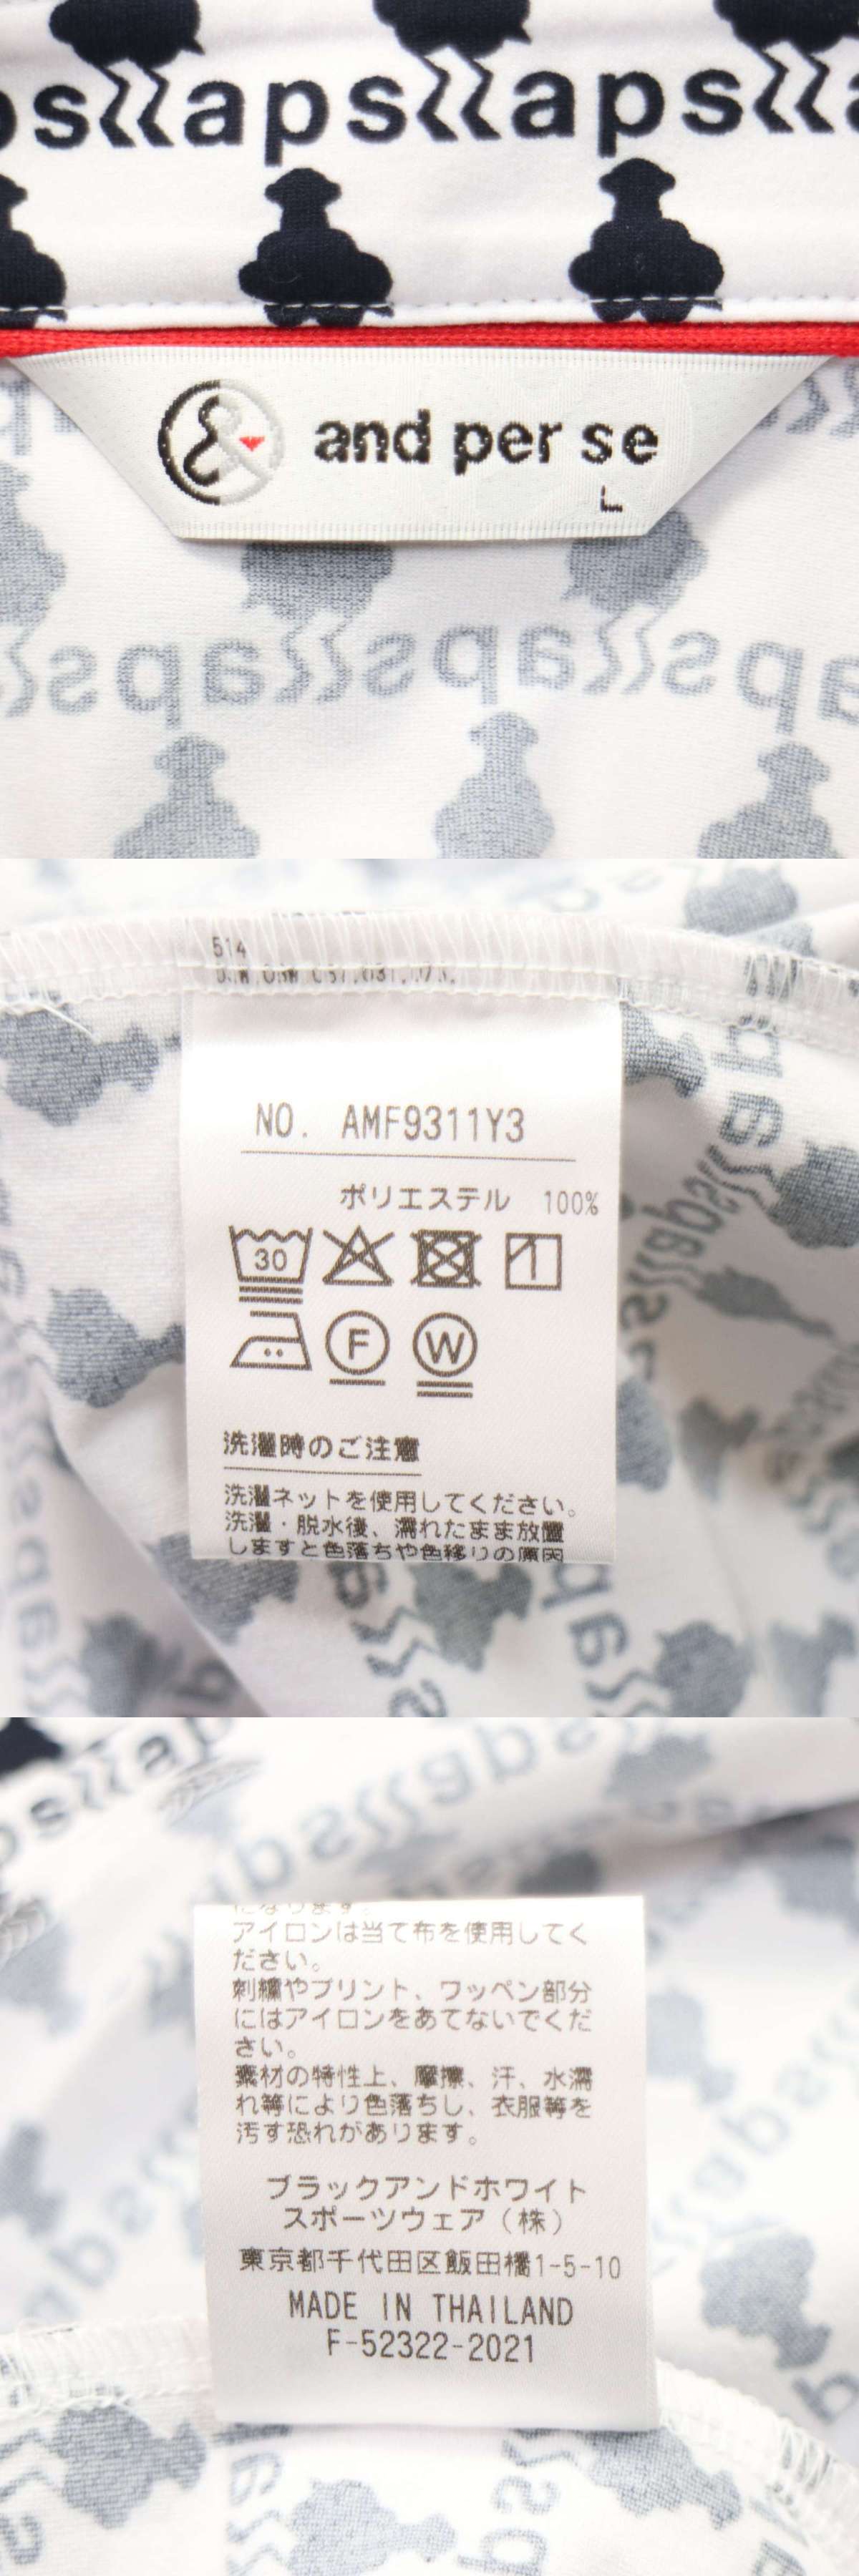 aps aps aps
and per se
L
514
NO. AMF9311Y3
ポリエステル 100%
30
F W
洗濯時のご注意
洗濯ネットを使用してください。
洗濯・脱水後、濡れたまま放置
しますと色落ちや色移りの原因
になります。
アイロンは当て布を使用してく
ださい。
刺繍やプリント、ワッペン部分
にはアイロンをあてないでくだ
さい。
素材の特性上、摩擦、汗、水濡
れ等により色落ちし、衣服等を
汚す恐れがあります。
ブラックアンドホワイト
スポーツウェア(株)
東京都千代田区飯田橋1-5-10
MADE IN THAILAND
F-52322-2021